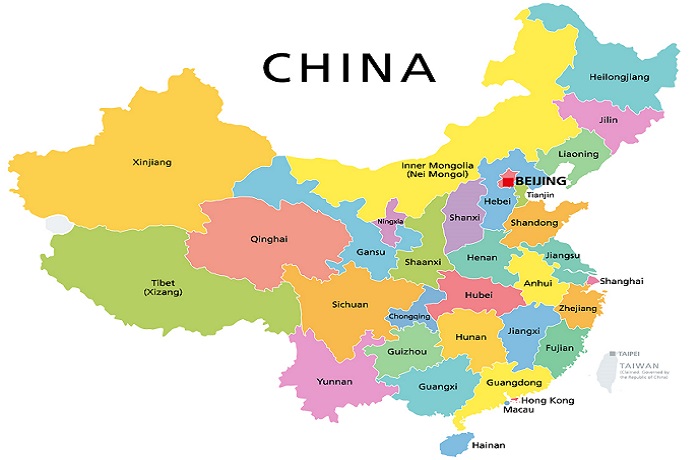 CHINA
Heilongjiang
Jilin
Xinjiang
Liaoning
Inner Mongolla
(Nei Mongol)
BEIJING
Tianjin
Hebei
Ningxia
Shanxi
Shandong
Qinghai
Gansu
Henan
Jiangsu
Shaanxi
Tibet
(Xizang)
Anhui
Shanghai
Sichuan
Hubei
Zhejiang
Chongqing
Hunan
Jiangxi
Guizhou
Fujian
TAIPEI
TAIWAN
(Claimed. Governed by
the Republic of China)
Yunnan
Guangxi
Guangdong
Hong Kong
Macau
Hainan